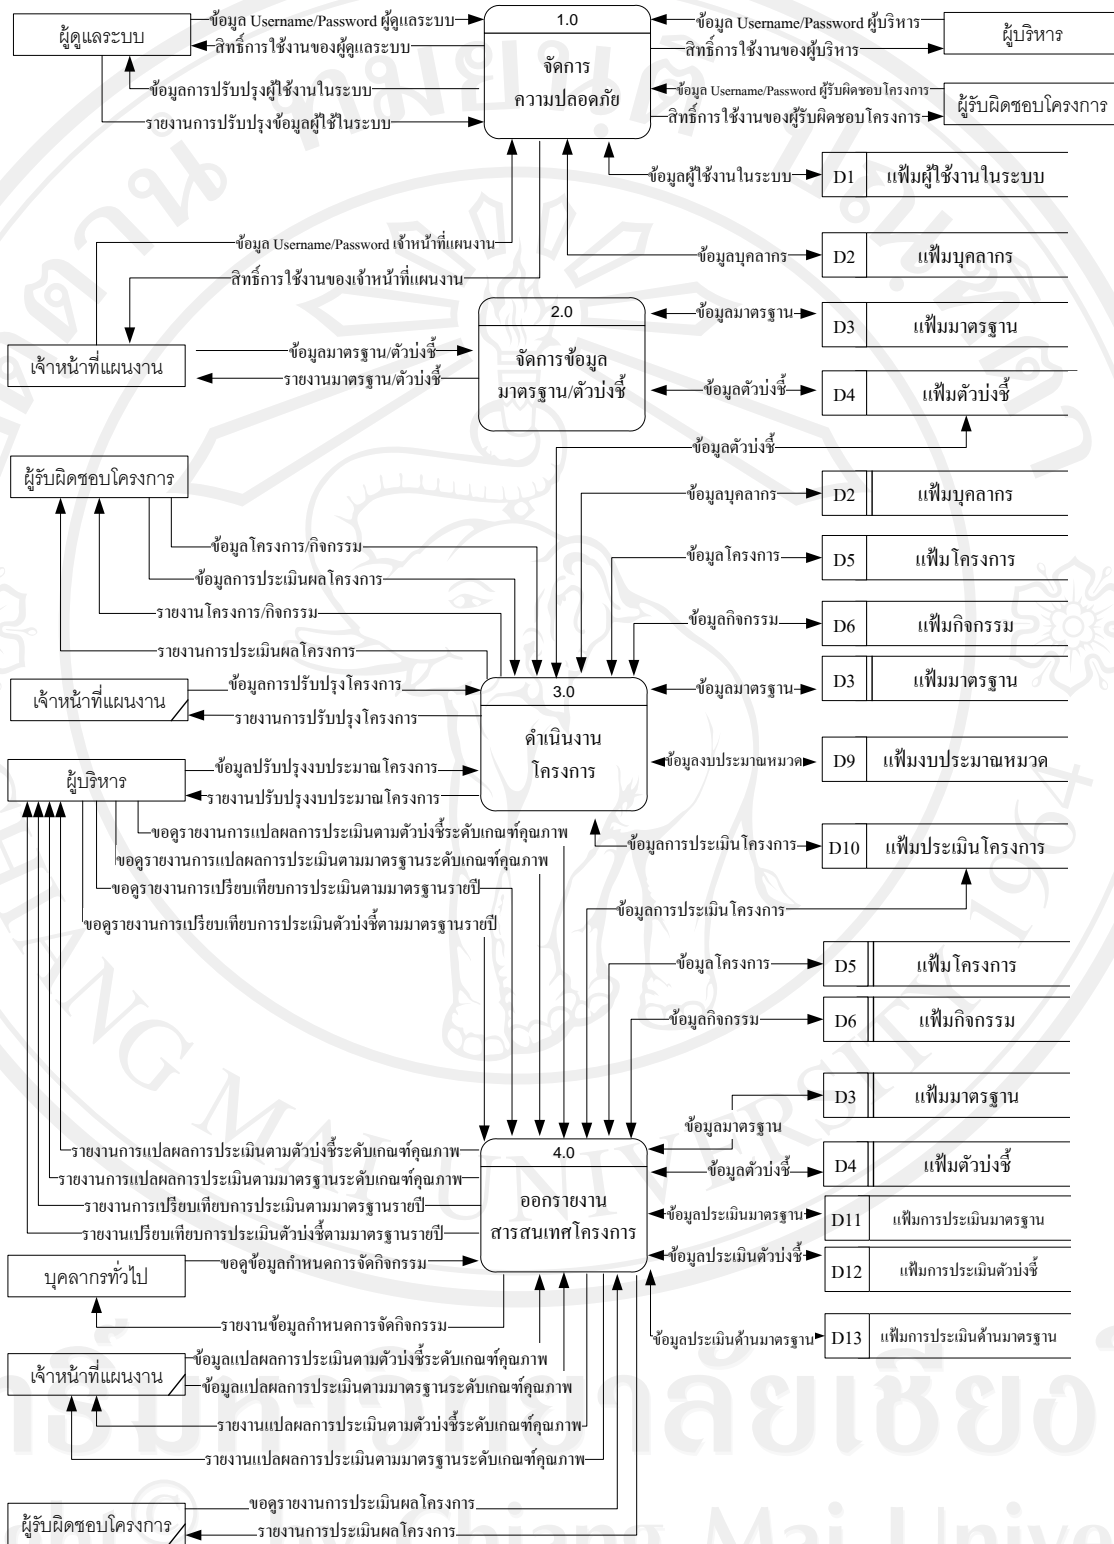 ผู้ดูแลระบบ
ข้อมูล Username/Password ผู้ดูแลระบบ
สิทธิ์การใช้งานของผู้ดูแลระบบ
ข้อมูลการปรับปรุงผู้ใช้งานในระบบ
รายงานการปรับปรุงข้อมูลผู้ใช้ในระบบ
1.0
จัดการ
ความปลอดภัย
ข้อมูล Username/Password ผู้บริหาร
สิทธิ์การใช้งานของผู้บริหาร
ผู้บริหาร
ข้อมูล Username/Password ผู้รับผิดชอบโครงการ
สิทธิ์การใช้งานของผู้รับผิดชอบโครงการ
ผู้รับผิดชอบโครงการ
ข้อมูลผู้ใช้งานในระบบ
D1 แฟ้มผู้ใช้งานในระบบ
ข้อมูล Username/Password เจ้าหน้าที่แผนงาน
สิทธิ์การใช้งานของเจ้าหน้าที่แผนงาน
ข้อมูลบุคลากร
D2 แฟ้มบุคลากร
เจ้าหน้าที่แผนงาน
ข้อมูลมาตรฐาน/ตัวบ่งชี้
รายงานมาตรฐาน/ตัวบ่งชี้
2.0
จัดการข้อมูล
มาตรฐาน/ตัวบ่งชี้
ข้อมูลมาตรฐาน
D3 แฟ้มมาตรฐาน
ข้อมูลตัวบ่งชี้
D4 แฟ้มตัวบ่งชี้
ข้อมูลตัวบ่งชี้
ผู้รับผิดชอบโครงการ
ข้อมูลบุคลากร
D2 แฟ้มบุคลากร
ข้อมูลโครงการ/กิจกรรม
ข้อมูลโครงการ
D5 แฟ้มโครงการ
ข้อมูลการประเมินผลโครงการ
รายงานโครงการ/กิจกรรม
ข้อมูลกิจกรรม
D6 แฟ้มกิจกรรม
รายงานการประเมินผลโครงการ
เจ้าหน้าที่แผนงาน
ข้อมูลการปรับปรุงโครงการ
รายงานการปรับปรุงโครงการ
3.0
ดำเนินงาน
โครงการ
ข้อมูลมาตรฐาน
D3 แฟ้มมาตรฐาน
ข้อมูลงบประมาณหมวด
D9 แฟ้มงบประมาณหมวด
ผู้บริหาร
ข้อมูลปรับปรุงงบประมาณโครงการ
รายงานปรับปรุงงบประมาณโครงการ
ขอดูรายงานการแปลผลการประเมินตามตัวบ่งชี้ระดับเกณฑ์คุณภาพ
ขอดูรายงานการแปลผลการประเมินตามมาตรฐานระดับเกณฑ์คุณภาพ
ขอดูรายงานการเปรียบเทียบการประเมินตามมาตรฐานรายปี
ขอดูรายงานการเปรียบเทียบการประเมินตัวบ่งชี้ตามมาตรฐานรายปี
ข้อมูลการประเมินโครงการ
D10 แฟ้มประเมินโครงการ
ข้อมูลการประเมินโครงการ
ข้อมูลโครงการ
D5 แฟ้มโครงการ
ข้อมูลกิจกรรม
D6 แฟ้มกิจกรรม
D3 แฟ้มมาตรฐาน
ข้อมูลมาตรฐาน
รายงานการแปลผลการประเมินตามตัวบ่งชี้ระดับเกณฑ์คุณภาพ
รายงานการแปลผลการประเมินตามมาตรฐานระดับเกณฑ์คุณภาพ
รายงานการเปรียบเทียบการประเมินตามมาตรฐานรายปี
รายงานเปรียบเทียบการประเมินตัวบ่งชี้ตามมาตรฐานรายปี
4.0
ออกรายงาน
สารสนเทศโครงการ
ข้อมูลตัวบ่งชี้
D4 แฟ้มตัวบ่งชี้
ข้อมูลประเมินมาตรฐาน
D11 แฟ้มการประเมินมาตรฐาน
ข้อมูลประเมินตัวบ่งชี้
D12 แฟ้มการประเมินตัวบ่งชี้
บุคลากรทั่วไป
ขอดูข้อมูลกำหนดการจัดกิจกรรม
รายงานข้อมูลกำหนดการจัดกิจกรรม
ข้อมูลประเมินด้านมาตรฐาน
D13 แฟ้มการประเมินด้านมาตรฐาน
เจ้าหน้าที่แผนงาน
ข้อมูลแปลผลการประเมินตามตัวบ่งชี้ระดับเกณฑ์คุณภาพ
ข้อมูลแปลผลการประเมินตามมาตรฐานระดับเกณฑ์คุณภาพ
รายงานแปลผลการประเมินตามตัวบ่งชี้ระดับเกณฑ์คุณภาพ
รายงานแปลผลการประเมินตามมาตรฐานระดับเกณฑ์คุณภาพ
ผู้รับผิดชอบโครงการ
ขอดูรายงานการประเมินผลโครงการ
รายงานการประเมินผลโครงการ
CHIANG MAI UNIVERSITY 1964